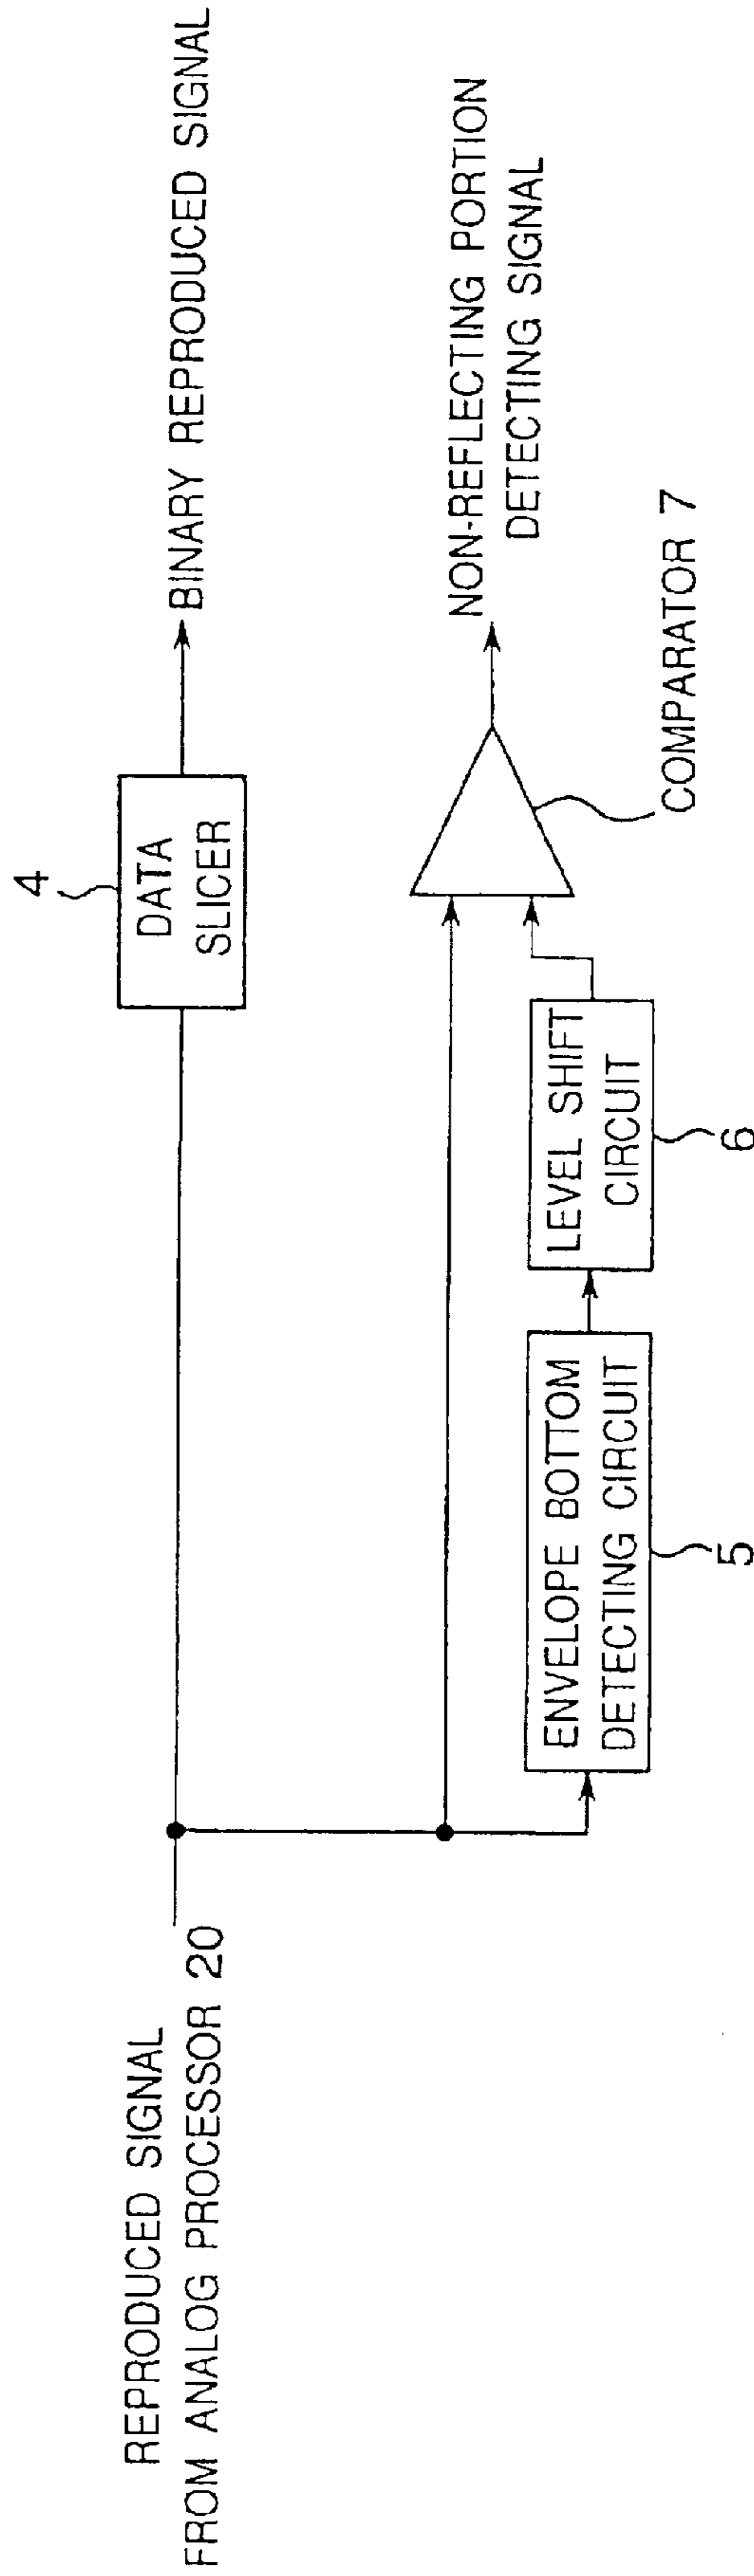 REPRODUCED SIGNAL
FROM ANALOG PROCESSOR 20
4
DATA
SLICER
BINARY REPRODUCED SIGNAL
ENVELOPE BOTTOM
DETECTING CIRCUIT
5
LEVEL SHIFT
CIRCUIT
6
COMPARATOR 7
NON-REFLECTING PORTION
DETECTING SIGNAL